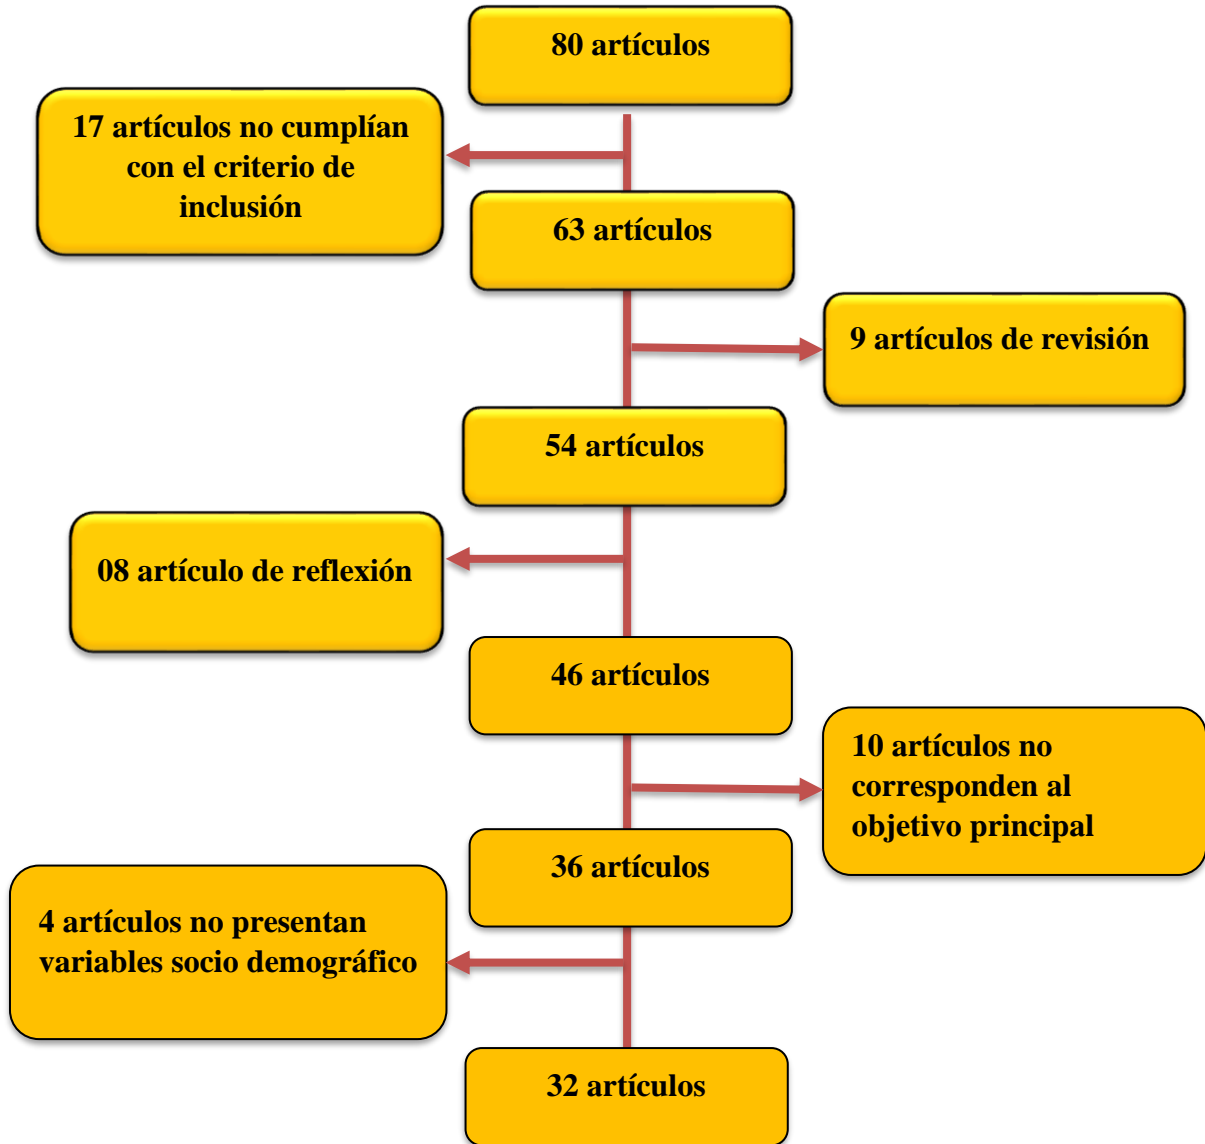 80 artículos
17 artículos no cumplían
con el criterio de
inclusión
63 artículos
9 artículos de revisión
54 artículos
08 artículo de reflexión
46 artículos
10 artículos no
corresponden al
objetivo principal
36 artículos
4 artículos no presentan
variables socio demográfico
32 artículos